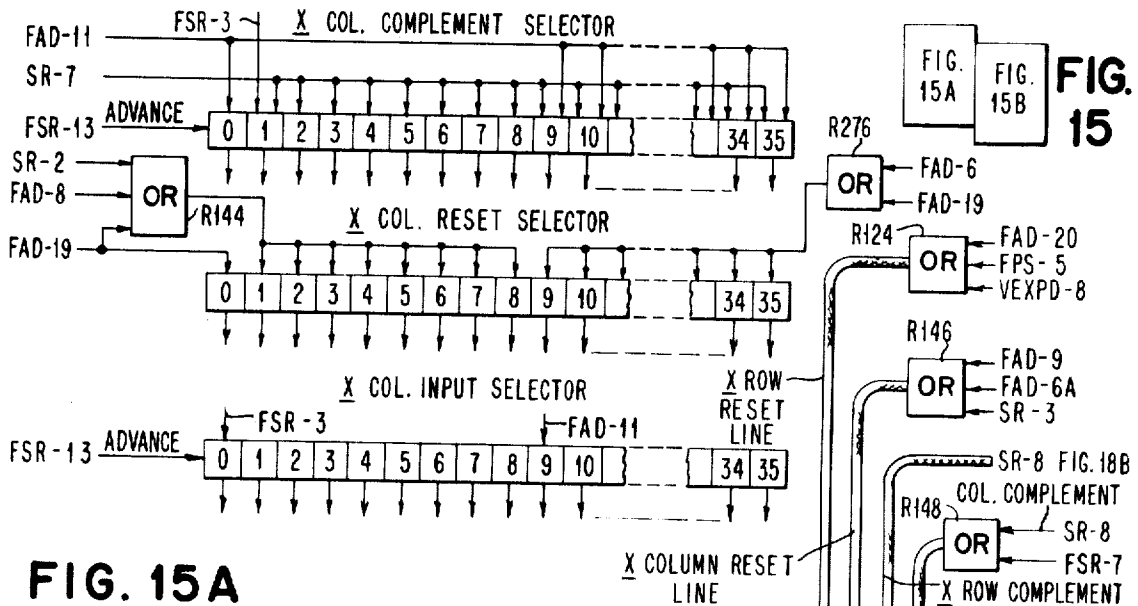 FSR-3 X COL. COMPLEMENT SELECTOR
FAD-11
SR-7
FSR-13 ADVANCE
0 1 2 3 4 5 6 7 8 9 10 34 35
FIG. 15A
FIG. 15B
FIG. 15
SR-2
FAD-8
FAD-19
OR
R144
X COL. RESET SELECTOR
0 1 2 3 4 5 6 7 8 9 10 34 35
R276
OR
FAD-6
FAD-19
R124
OR
FAD-20
FPS-5
VEXPD-8
X ROW
RESET
LINE
R146
OR
FAD-9
FAD-6A
SR-3
X COL. INPUT SELECTOR
FSR-3
FAD-11
FSR-13 ADVANCE
0 1 2 3 4 5 6 7 8 9 10 34 35
SR-8 FIG. 18B
COL. COMPLEMENT
R148
OR
SR-8
FSR-7
X COLUMN RESET
LINE
X ROW COMPLEMENT
FIG. 15A